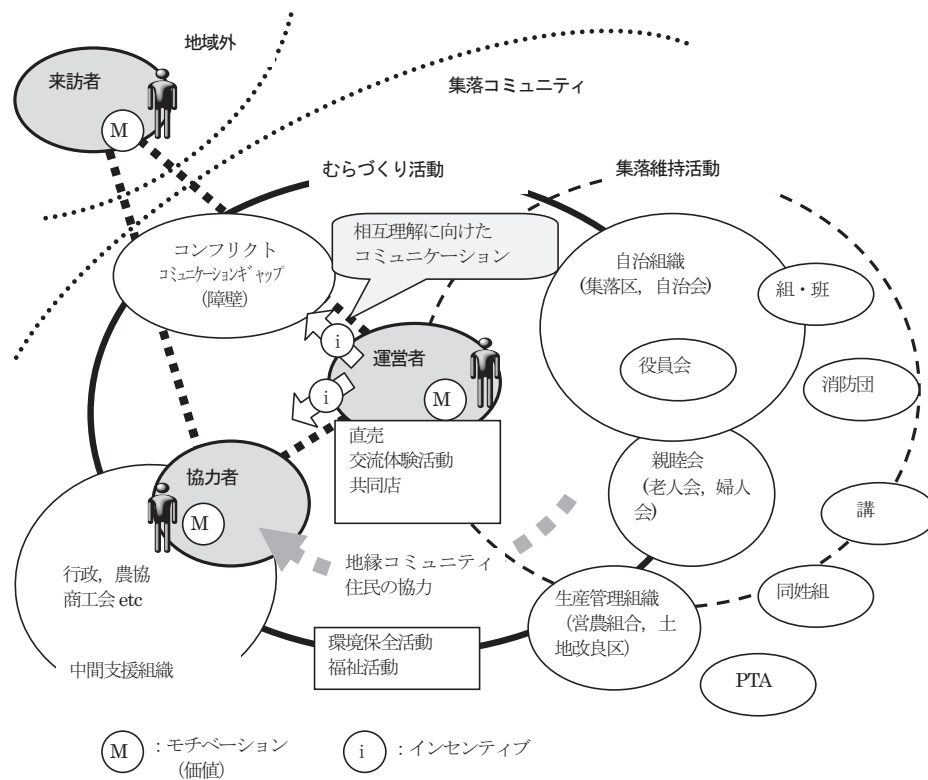 地域外
来訪者
集落コミュニティ
M
むらづくり活動
集落維持活動
相互理解に向けた
コミュニケーション
コンフリクト
コミュニケーションギャップ
(障壁)
自治組織
(集落区，自治会)
組・班
i
運営者
役員会
消防団
i
M
直売
交流体験活動
共同店
親睦会
(老人会，婦人
会)
協力者
M
講
地縁コミュニティ
住民の協力
行政，農協
商工会 etc
生産管理組織
(営農組合，土
地改良区)
同姓組
環境保全活動
福祉活動
中間支援組織
PTA
M ：モチベーション
(価値)
i ：インセンティブ